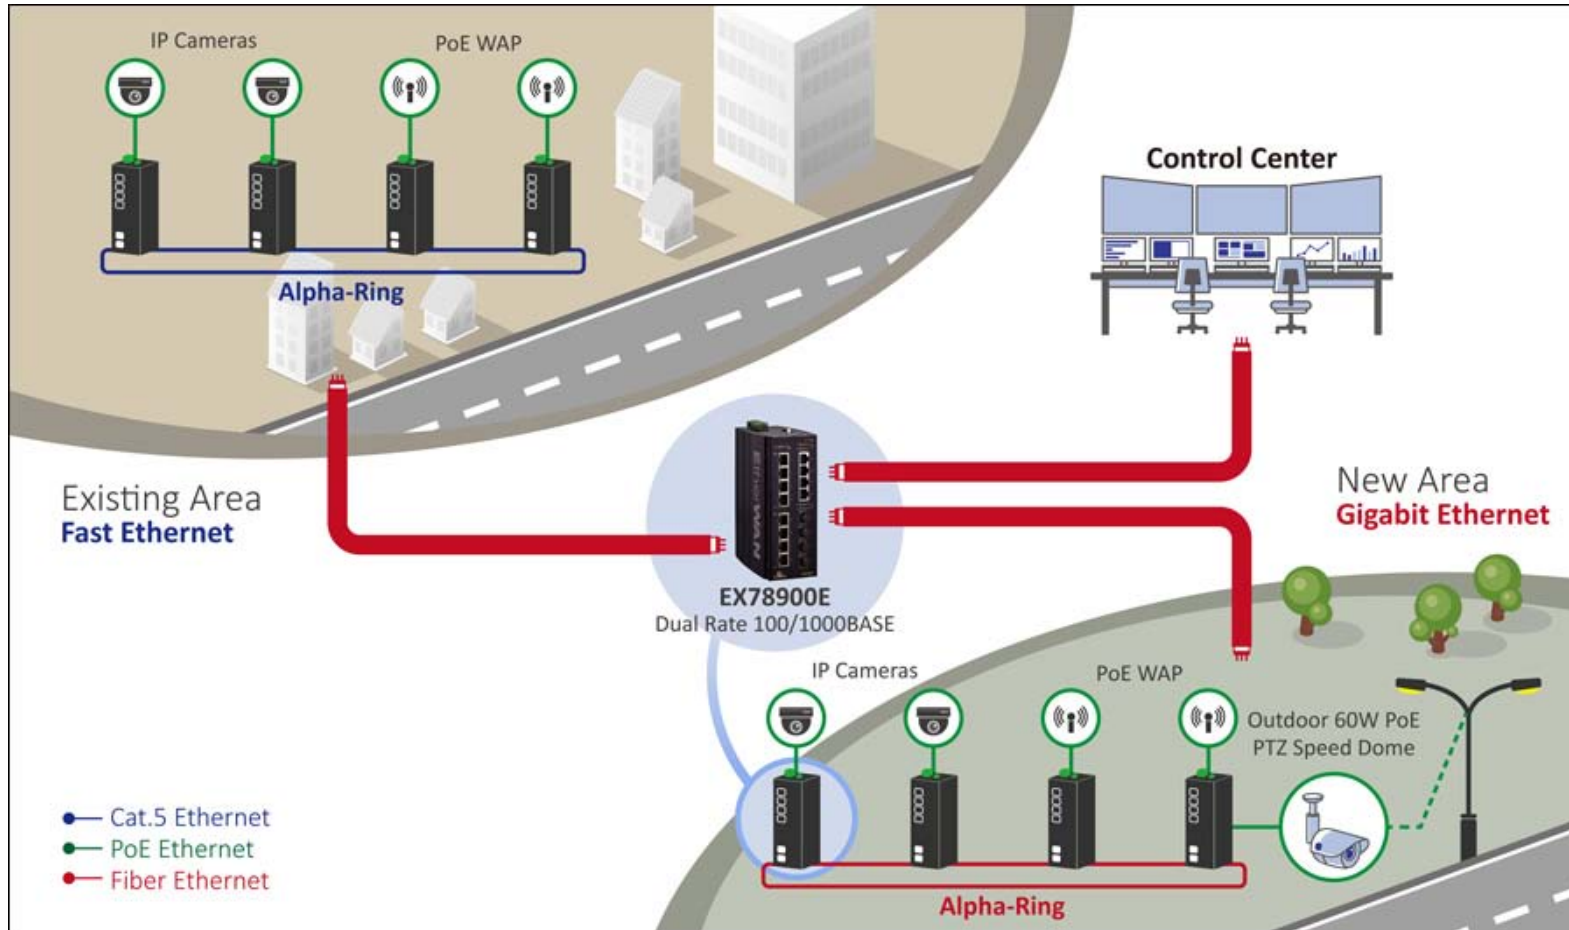 IP Cameras
PoE WAP
Alpha-Ring
Control Center
Existing Area
Fast Ethernet
EtherWAN
EX78900E
Dual Rate 100/1000BASE
New Area
Gigabit Ethernet
IP Cameras
PoE WAP
Outdoor 60W PoE
PTZ Speed Dome
Alpha-Ring
Cat.5 Ethernet
PoE Ethernet
Fiber Ethernet